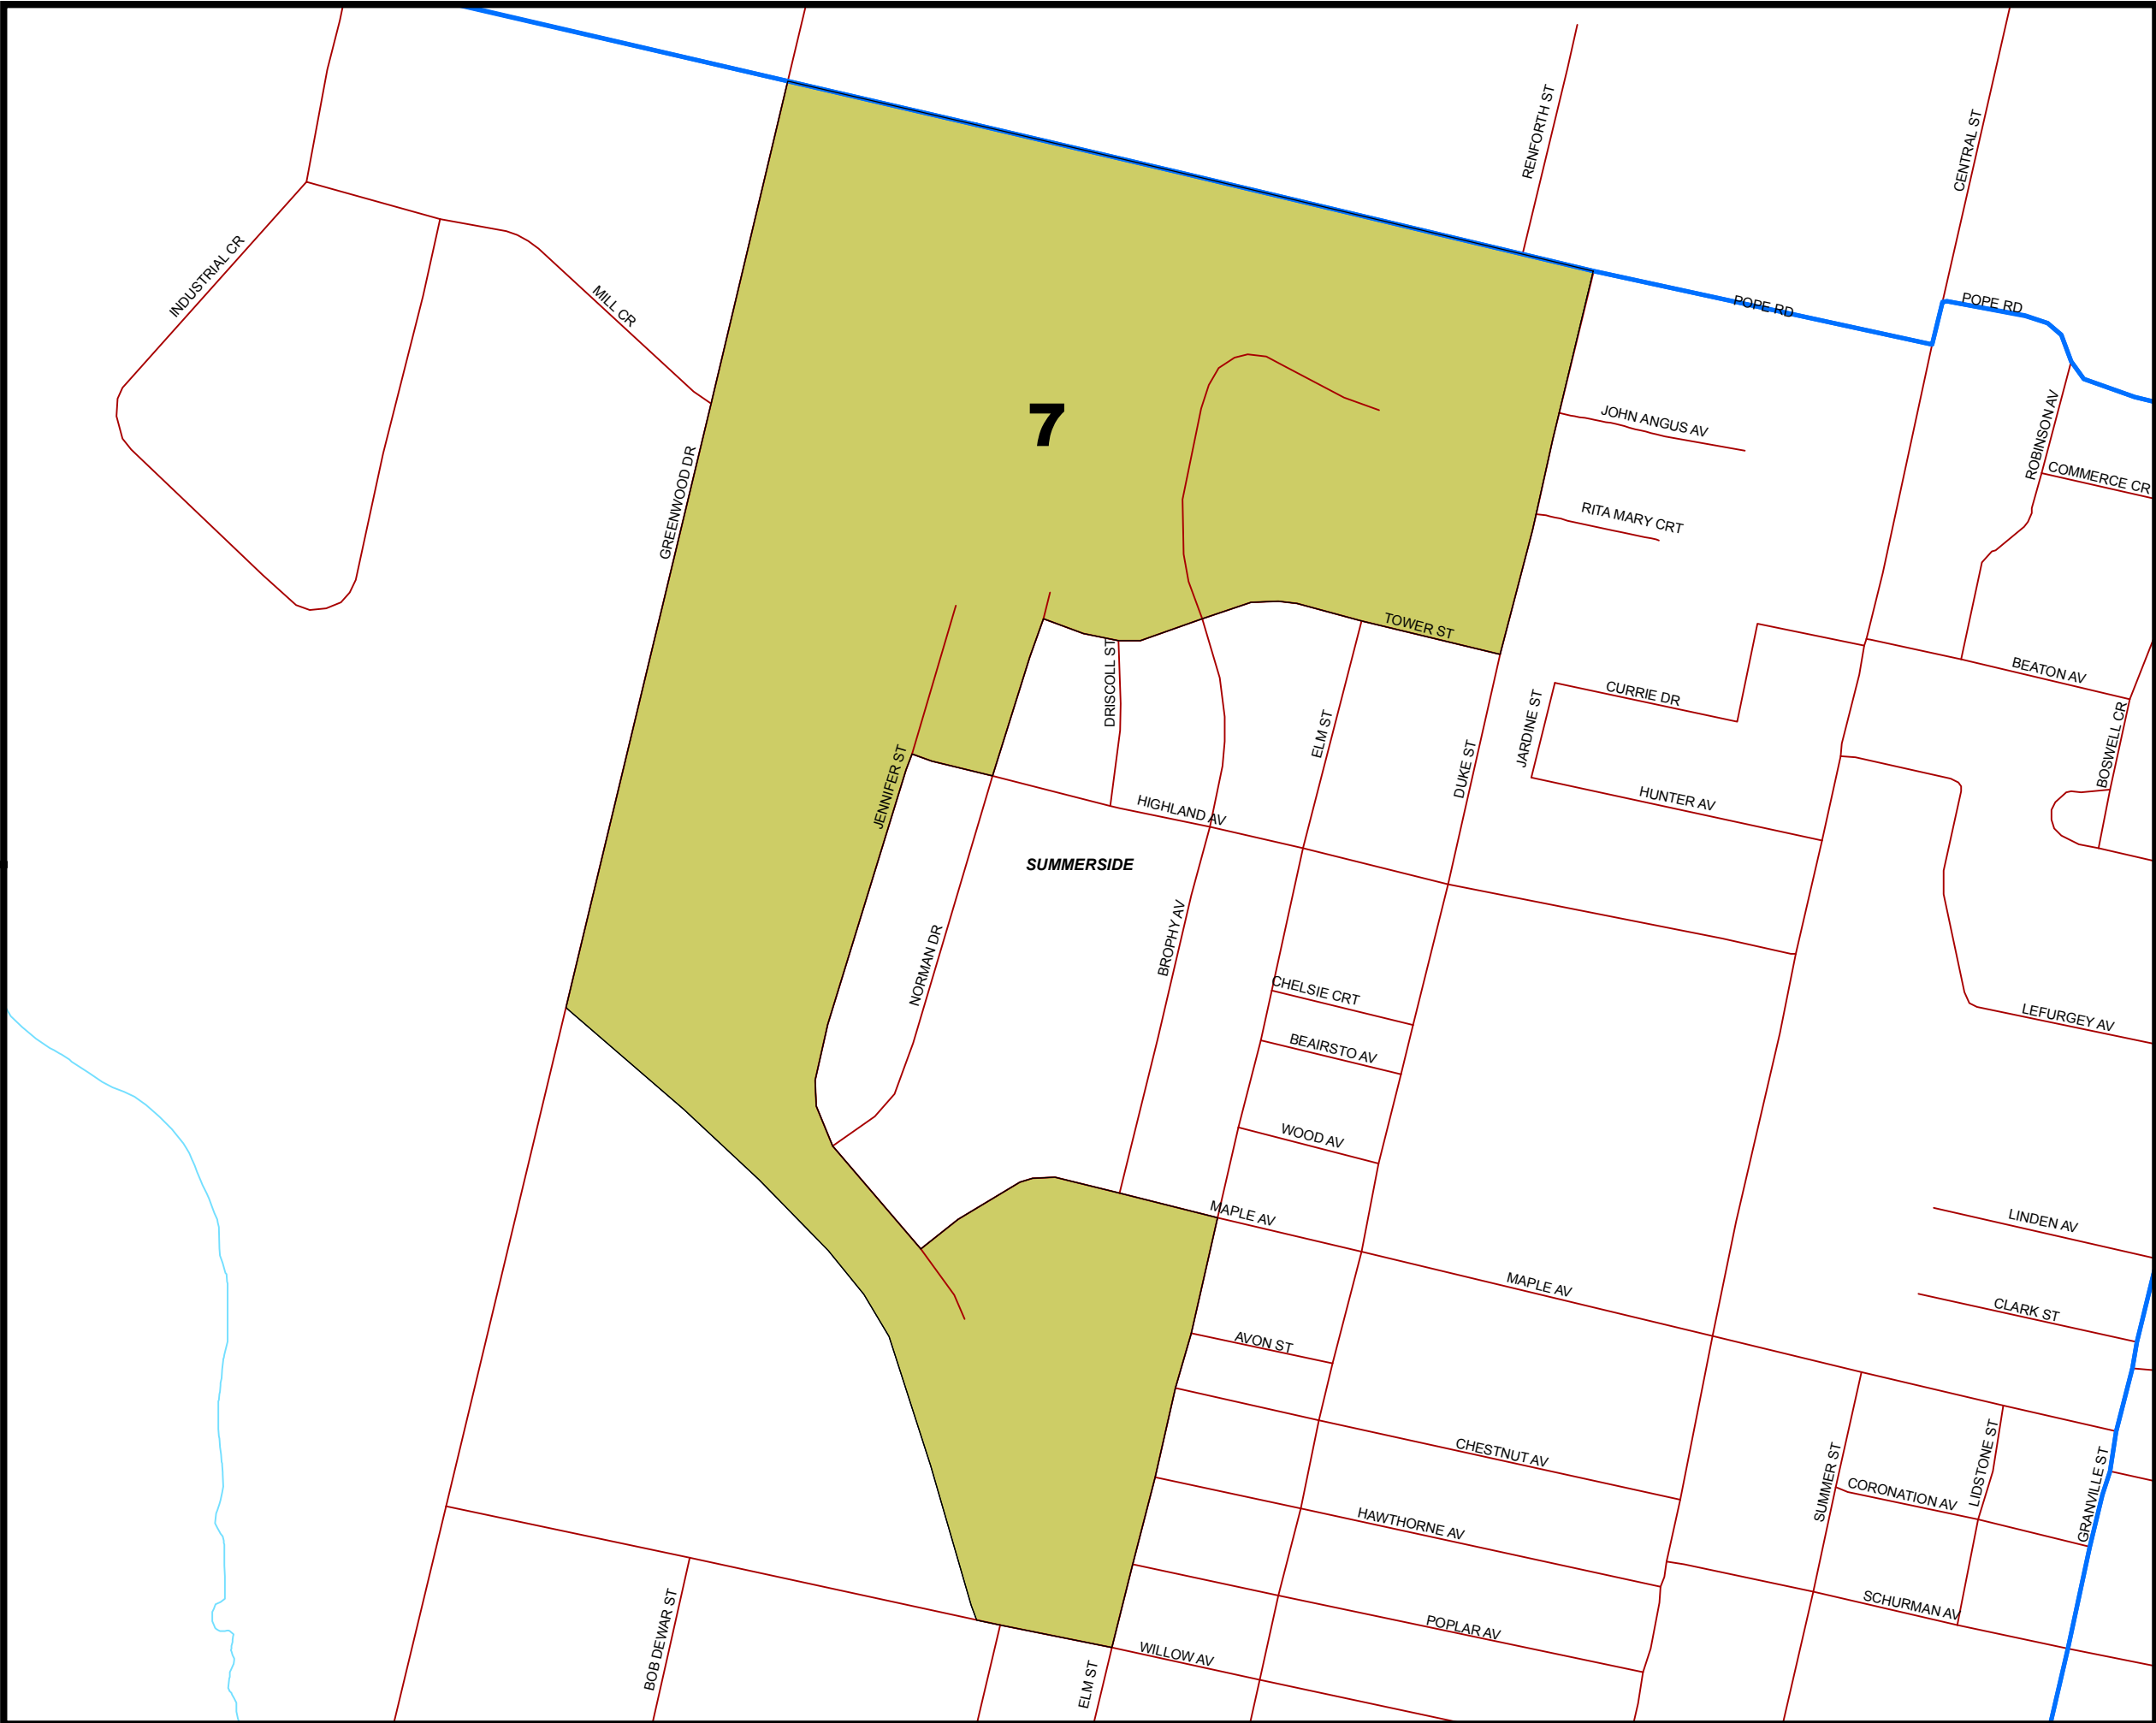 RENFORTH ST
CENTRAL ST
INDUSTRIAL CR
MILL CR
POPE RD
POPE RD
7
JOHN ANGUS AV
ROBINSON AV
COMMERCE CR
GREENWOOD DR
RITA MARY CRT
TOWER ST
DRISCOLL ST
BEATON AV
CURRIE DR
JARDINE ST
ELM ST
DUKE ST
BOSWELL CR
JENNIFER ST
HIGHLAND AV
HUNTER AV
SUMMERSIDE
BROPHY AV
NORMAN DR
CHELSIE CRT
LEFURGEY AV
BEAIRSTO AV
WOOD AV
MAPLE AV
LINDEN AV
MAPLE AV
CLARK ST
AVON ST
CHESTNUT AV
SUMMER ST
LIDSTONE ST
CORONATION AV
GRANVILLE ST
HAWTHORNE AV
SCHURMAN AV
BOB DEWAR ST
POPLAR AV
WILLOW AV
ELM ST